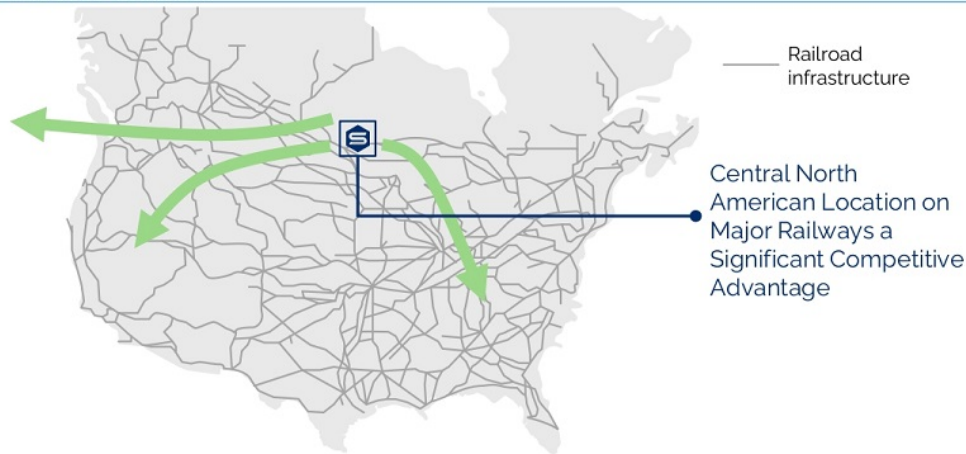 Railroad
infrastructure
S
Central North
American Location on
Major Railways a
Significant Competitive
Advantage